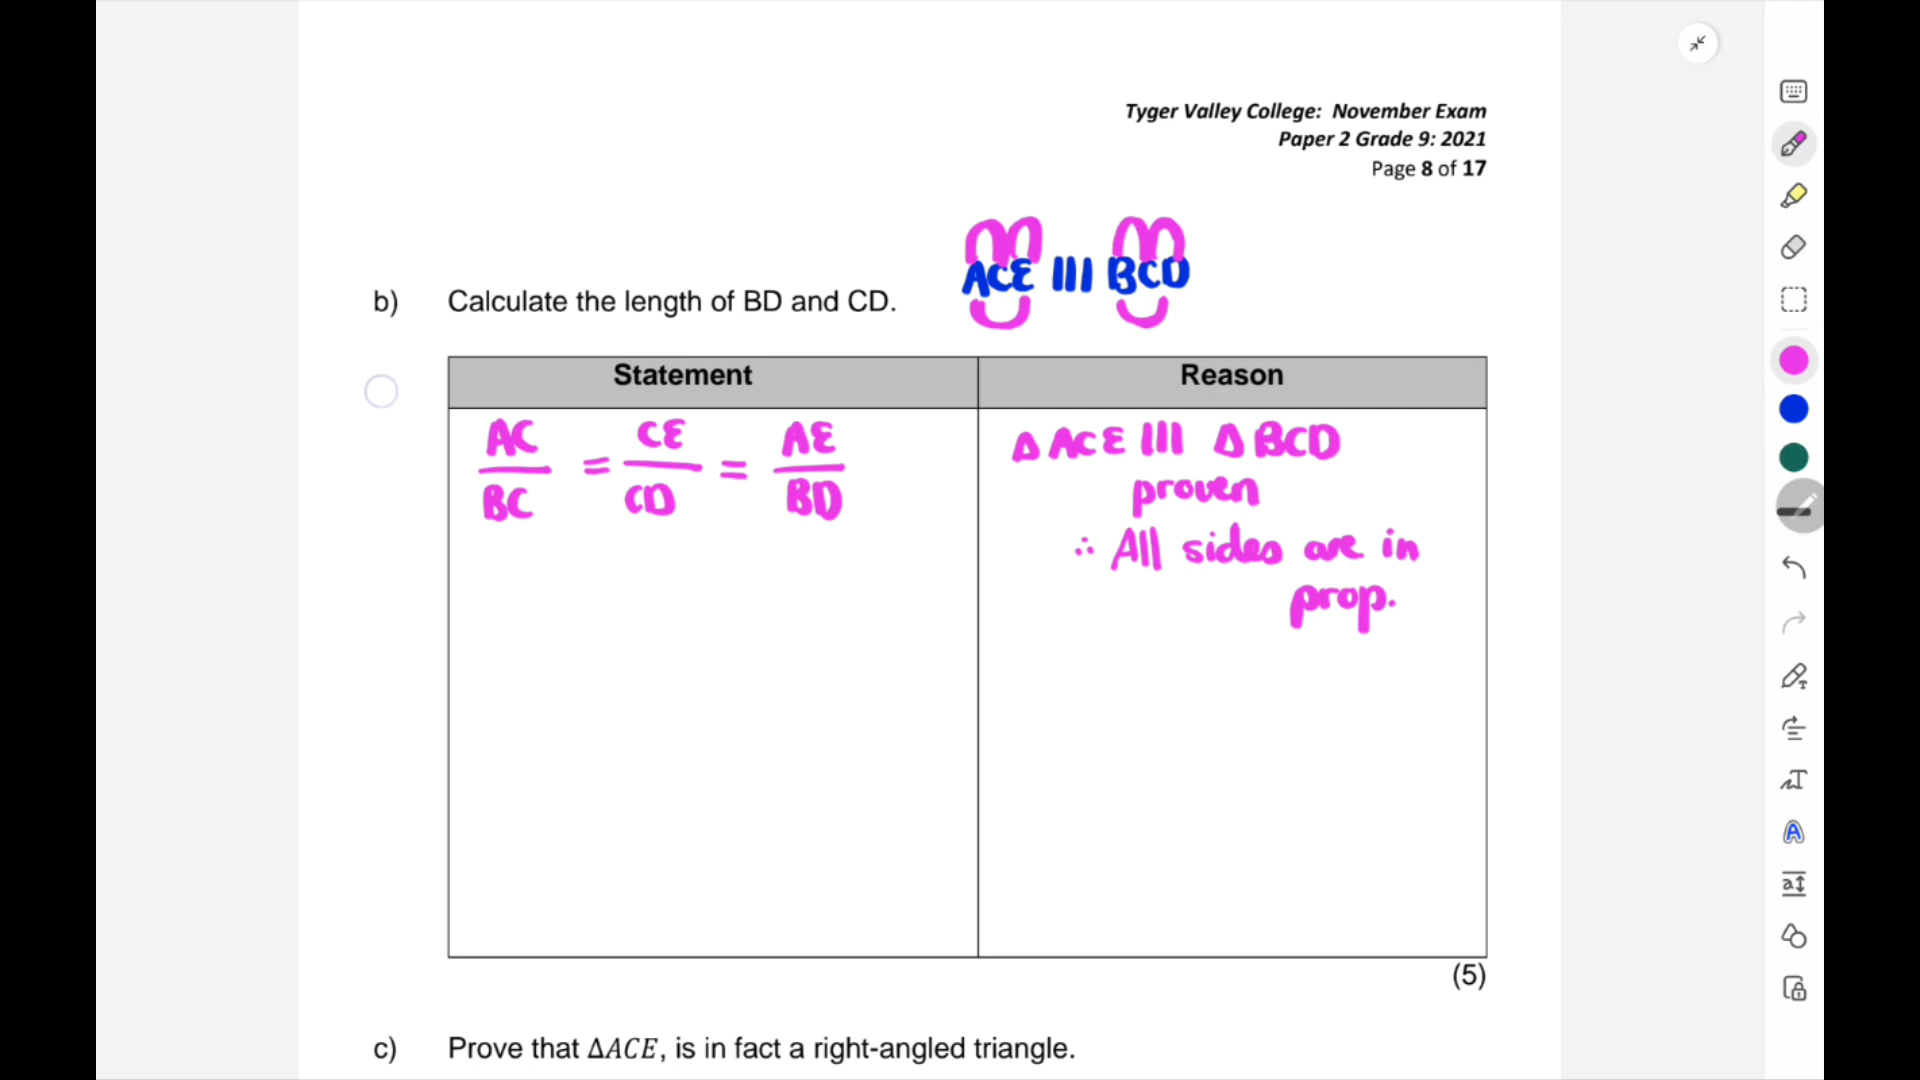 Tyger Valley College: November Exam
Paper 2 Grade 9: 2021
Page 8 of 17
ACE ||| BCD
b) Calculate the length of BD and CD.
Statement Reason
AC/BC = CE/CD = AE/BD
Δ ACE ||| Δ BCD
proven
∴ All sides are in
prop.
(5)
c) Prove that ΔACE, is in fact a right-angled triangle.